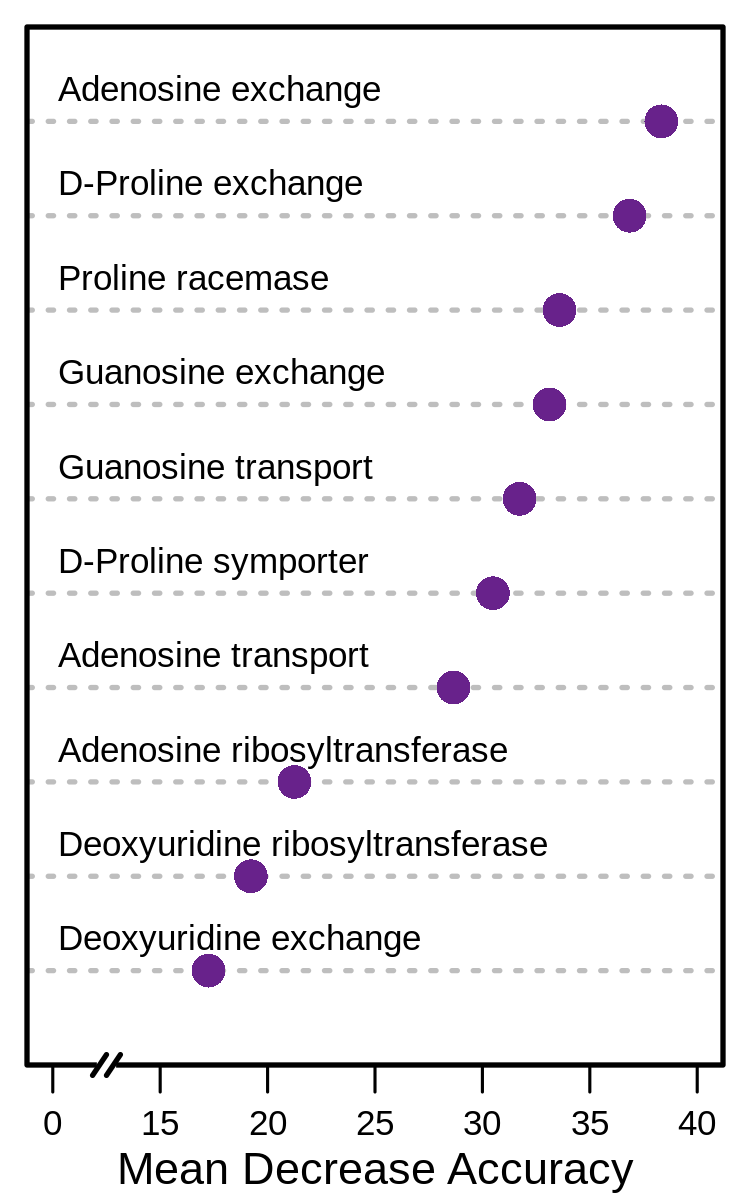 Adenosine exchange
D-Proline exchange
Proline racemase
Guanosine exchange
Guanosine transport
D-Proline symporter
Adenosine transport
Adenosine ribosyltransferase
Deoxyuridine ribosyltransferase
Deoxyuridine exchange
0 15 20 25 30 35 40
Mean Decrease Accuracy